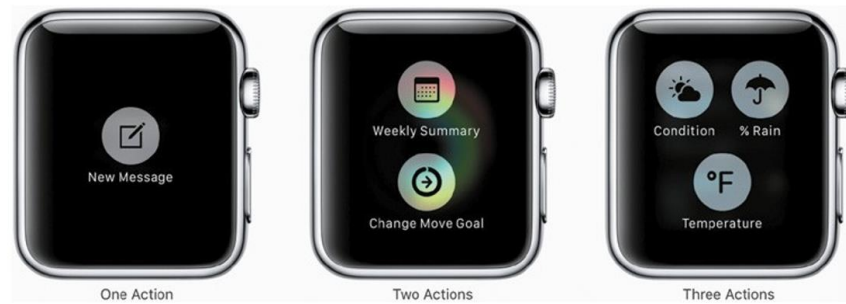 New Message
Weekly Summary
Change Move Goal
Condition % Rain
°F
Temperature
One Action Two Actions Three Actions